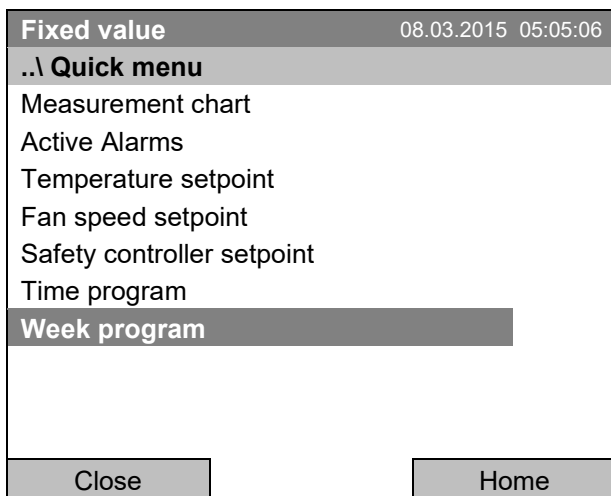 Fixed value 08.03.2015 05:05:06
..\ Quick menu
Measurement chart
Active Alarms
Temperature setpoint
Fan speed setpoint
Safety controller setpoint
Time program
Week program
Close Home